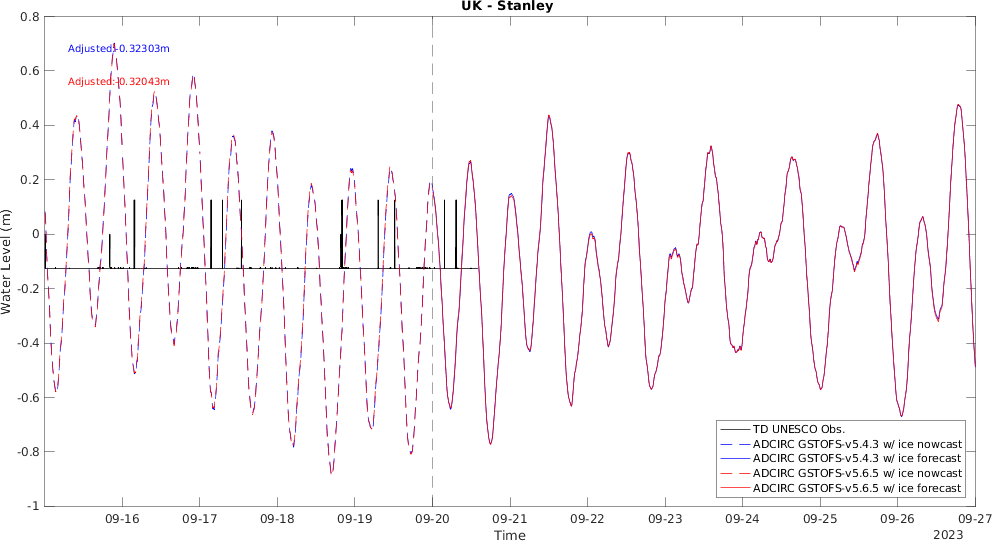 UK - Stanley
0.8
0.6
0.4
0.2
0
-0.2
-0.4
-0.6
-0.8
-1
Water Level (m)
Adjusted:-0.32303m
Adjusted:-0.32043m
TD UNESCO Obs.
ADCIRC GSTOFS-v5.4.3 w/ ice nowcast
ADCIRC GSTOFS-v5.4.3 w/ ice forecast
ADCIRC GSTOFS-v5.6.5 w/ ice nowcast
ADCIRC GSTOFS-v5.6.5 w/ ice forecast
09-16 09-17 09-18 09-19 09-20 09-21 09-22 09-23 09-24 09-25 09-26 09-27
Time
2023